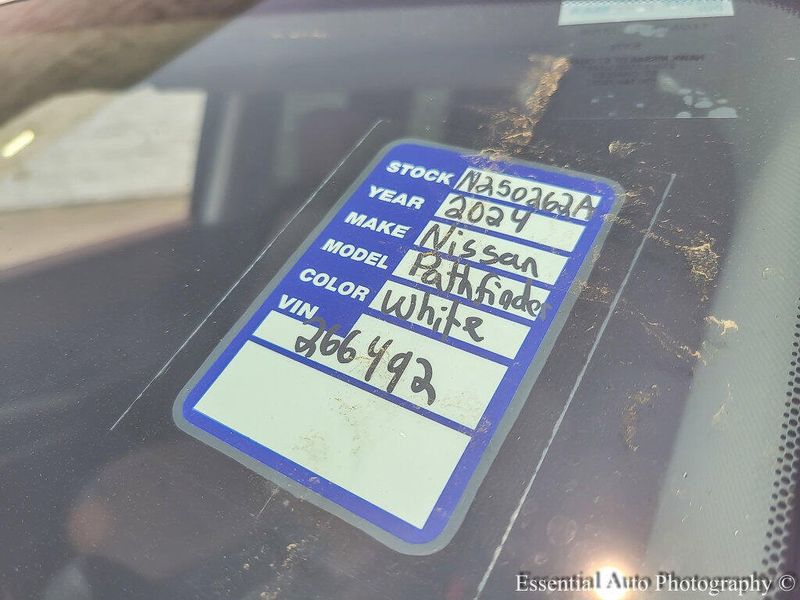 STOCK N250262A
YEAR 2024
MAKE Nissan
MODEL Pathfinder
COLOR White
VIN 266492
Essential Auto Photography ©